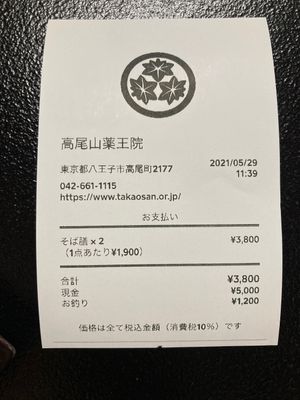 高尾山薬王院
東京都八王子市高尾町2177
2021/05/29
11:39
042-661-1115
https://www.takaosan.or.jp/
お支払い
そば膳 × 2 ¥3,800
(1点あたり¥1,900)
合計 ¥3,800
現金 ¥5,000
お釣り ¥1,200
価格は全て税込金額(消費税10%)です